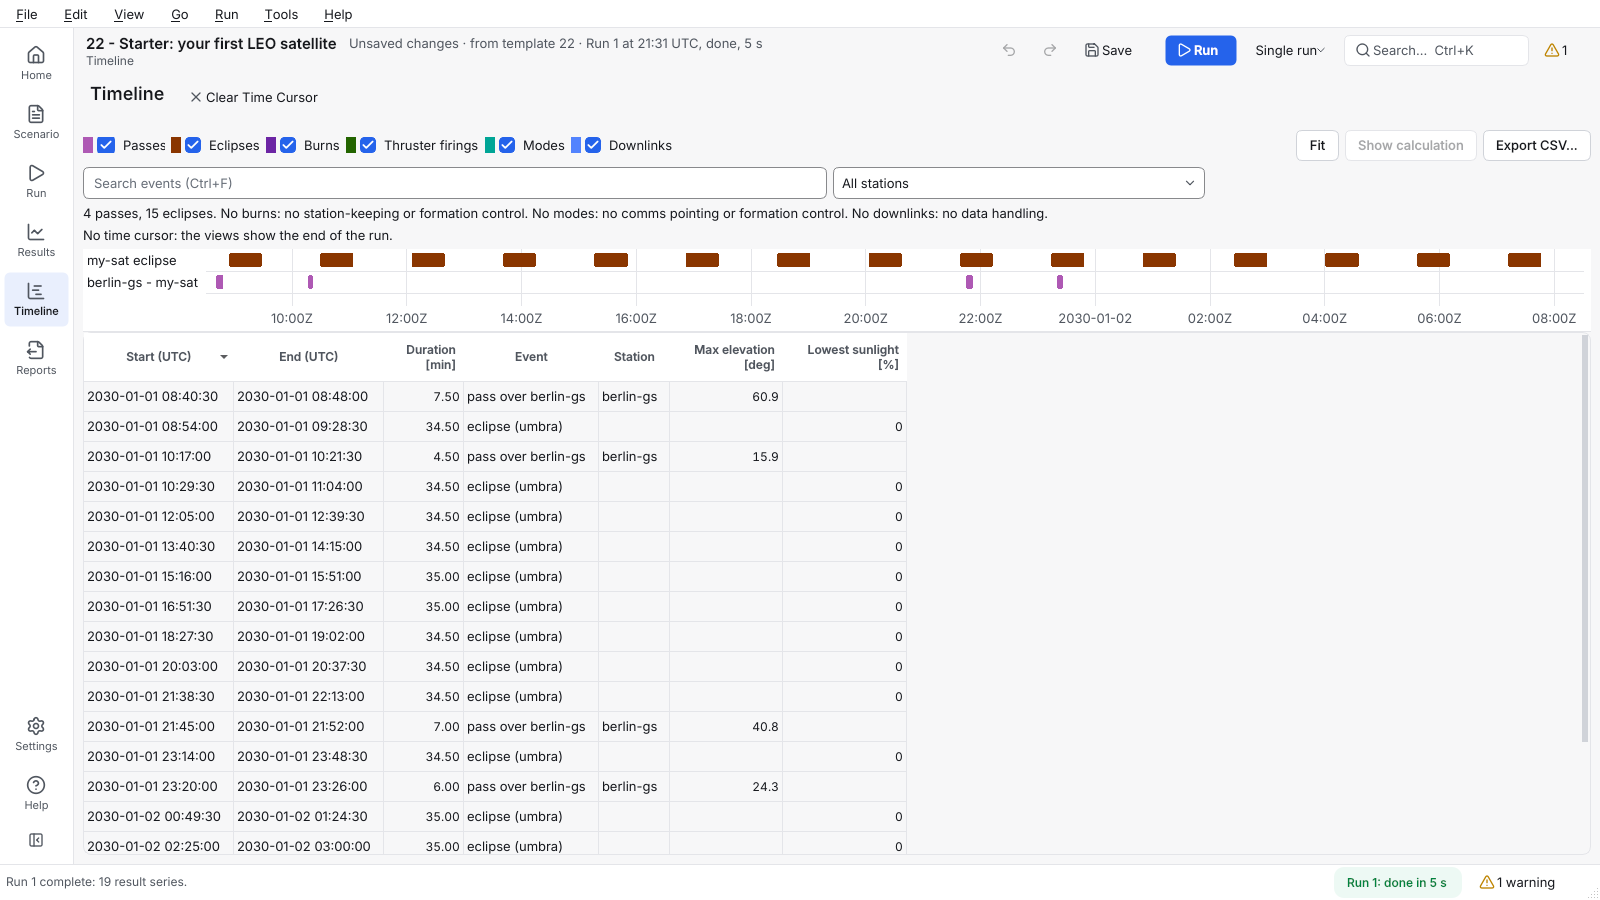 File Edit View Go Run Tools Help
22 - Starter: your first LEO satellite Unsaved changes · from template 22 · Run 1 at 21:31 UTC, done, 5 s
Timeline
Save Run Single run Search... Ctrl+K 1
Home
Scenario
Run
Results
Timeline
Reports
Settings
Help
Timeline Clear Time Cursor
Passes Eclipses Burns Thruster firings Modes Downlinks Fit Show calculation Export CSV...
Search events (Ctrl+F) All stations
4 passes, 15 eclipses. No burns: no station-keeping or formation control. No modes: no comms pointing or formation control. No downlinks: no data handling.
No time cursor: the views show the end of the run.
my-sat eclipse
berlin-gs - my-sat
10:00Z 12:00Z 14:00Z 16:00Z 18:00Z 20:00Z 22:00Z 2030-01-02 02:00Z 04:00Z 06:00Z 08:00Z
Start (UTC) End (UTC) Duration [min] Event Station Max elevation [deg] Lowest sunlight [%]
2030-01-01 08:40:30 2030-01-01 08:48:00 7.50 pass over berlin-gs berlin-gs 60.9
2030-01-01 08:54:00 2030-01-01 09:28:30 34.50 eclipse (umbra) 0
2030-01-01 10:17:00 2030-01-01 10:21:30 4.50 pass over berlin-gs berlin-gs 15.9
2030-01-01 10:29:30 2030-01-01 11:04:00 34.50 eclipse (umbra) 0
2030-01-01 12:05:00 2030-01-01 12:39:30 34.50 eclipse (umbra) 0
2030-01-01 13:40:30 2030-01-01 14:15:00 34.50 eclipse (umbra) 0
2030-01-01 15:16:00 2030-01-01 15:51:00 35.00 eclipse (umbra) 0
2030-01-01 16:51:30 2030-01-01 17:26:30 35.00 eclipse (umbra) 0
2030-01-01 18:27:30 2030-01-01 19:02:00 34.50 eclipse (umbra) 0
2030-01-01 20:03:00 2030-01-01 20:37:30 34.50 eclipse (umbra) 0
2030-01-01 21:38:30 2030-01-01 22:13:00 34.50 eclipse (umbra) 0
2030-01-01 21:45:00 2030-01-01 21:52:00 7.00 pass over berlin-gs berlin-gs 40.8
2030-01-01 23:14:00 2030-01-01 23:48:30 34.50 eclipse (umbra) 0
2030-01-01 23:20:00 2030-01-01 23:26:00 6.00 pass over berlin-gs berlin-gs 24.3
2030-01-02 00:49:30 2030-01-02 01:24:30 35.00 eclipse (umbra) 0
2030-01-02 02:25:00 2030-01-02 03:00:00 35.00 eclipse (umbra) 0
Run 1 complete: 19 result series. Run 1: done in 5 s 1 warning